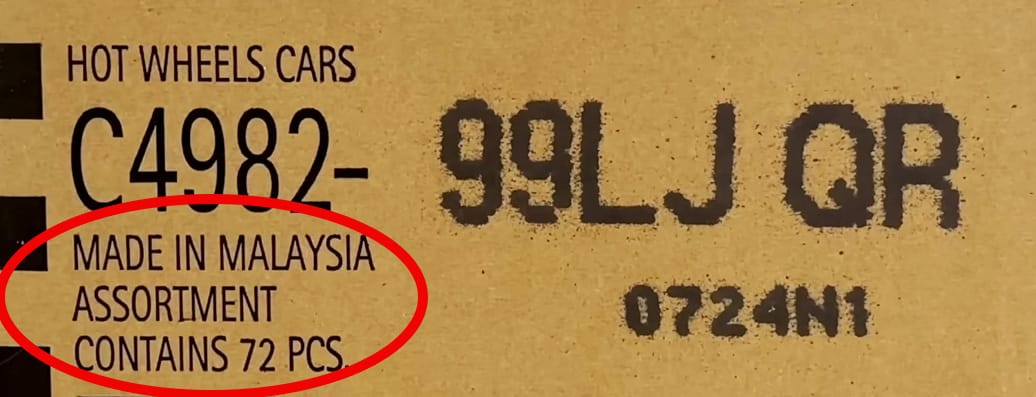 HOT WHEELS CARS
C4982-
99LJ QR
MADE IN MALAYSIA
ASSORTMENT
CONTAINS 72 PCS.
0724N1